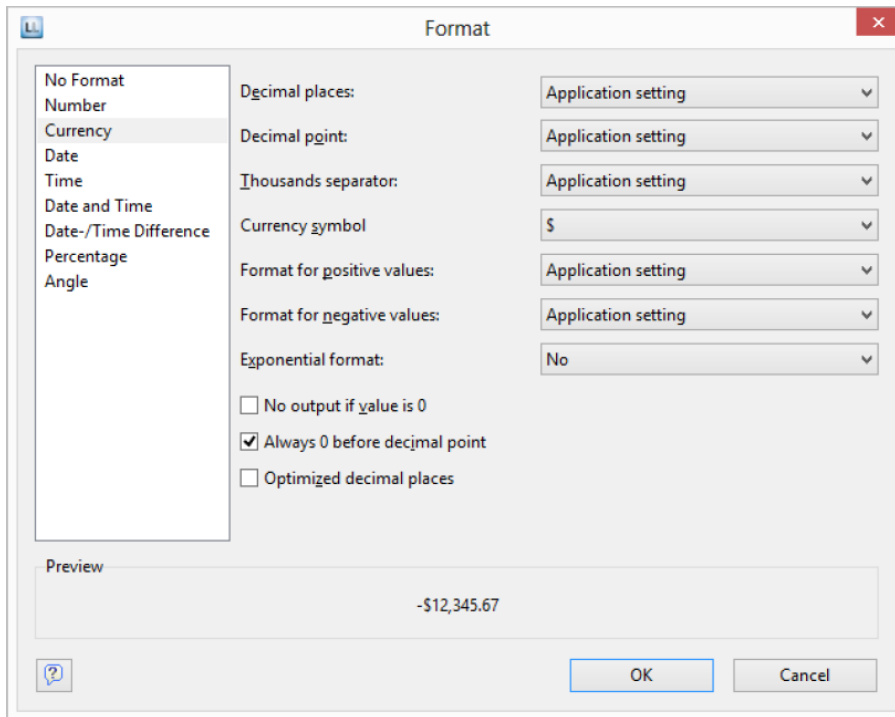 LL
Format
No Format
Number
Currency
Date
Time
Date and Time
Date-/Time Difference
Percentage
Angle
Decimal places:
Application setting
Decimal point:
Application setting
Thousands separator:
Application setting
Currency symbol
$
Format for positive values:
Application setting
Format for negative values:
Application setting
Exponential format:
No
No output if value is 0
Always 0 before decimal point
Optimized decimal places
Preview
-$12,345.67
?
OK
Cancel